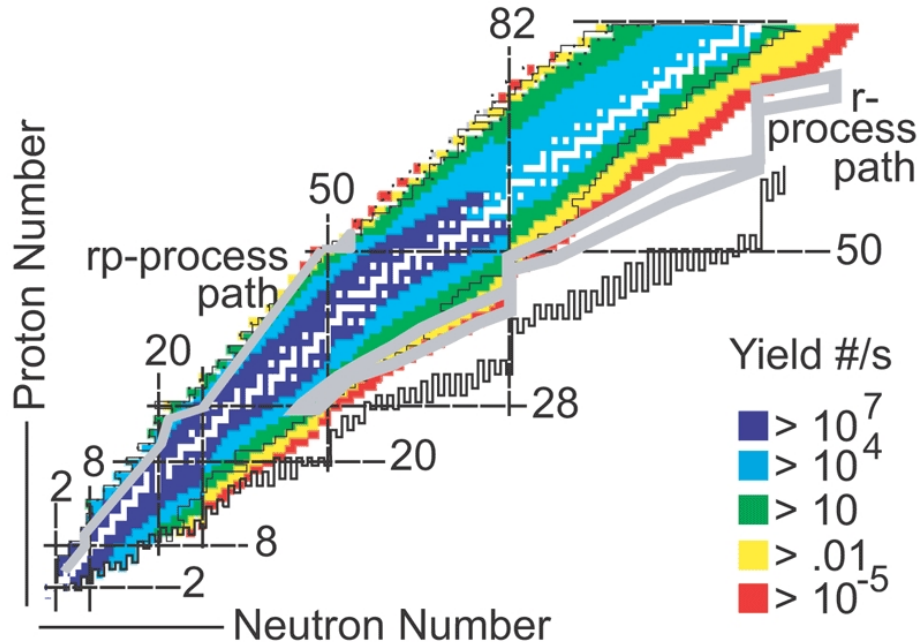 82
r-
process
path
50
rp-process
path
50
20
Yield #/s
28
> 10^7
8
20
> 10^4
2
> 10
8
> .01
2
> 10^-5
Proton Number
Neutron Number